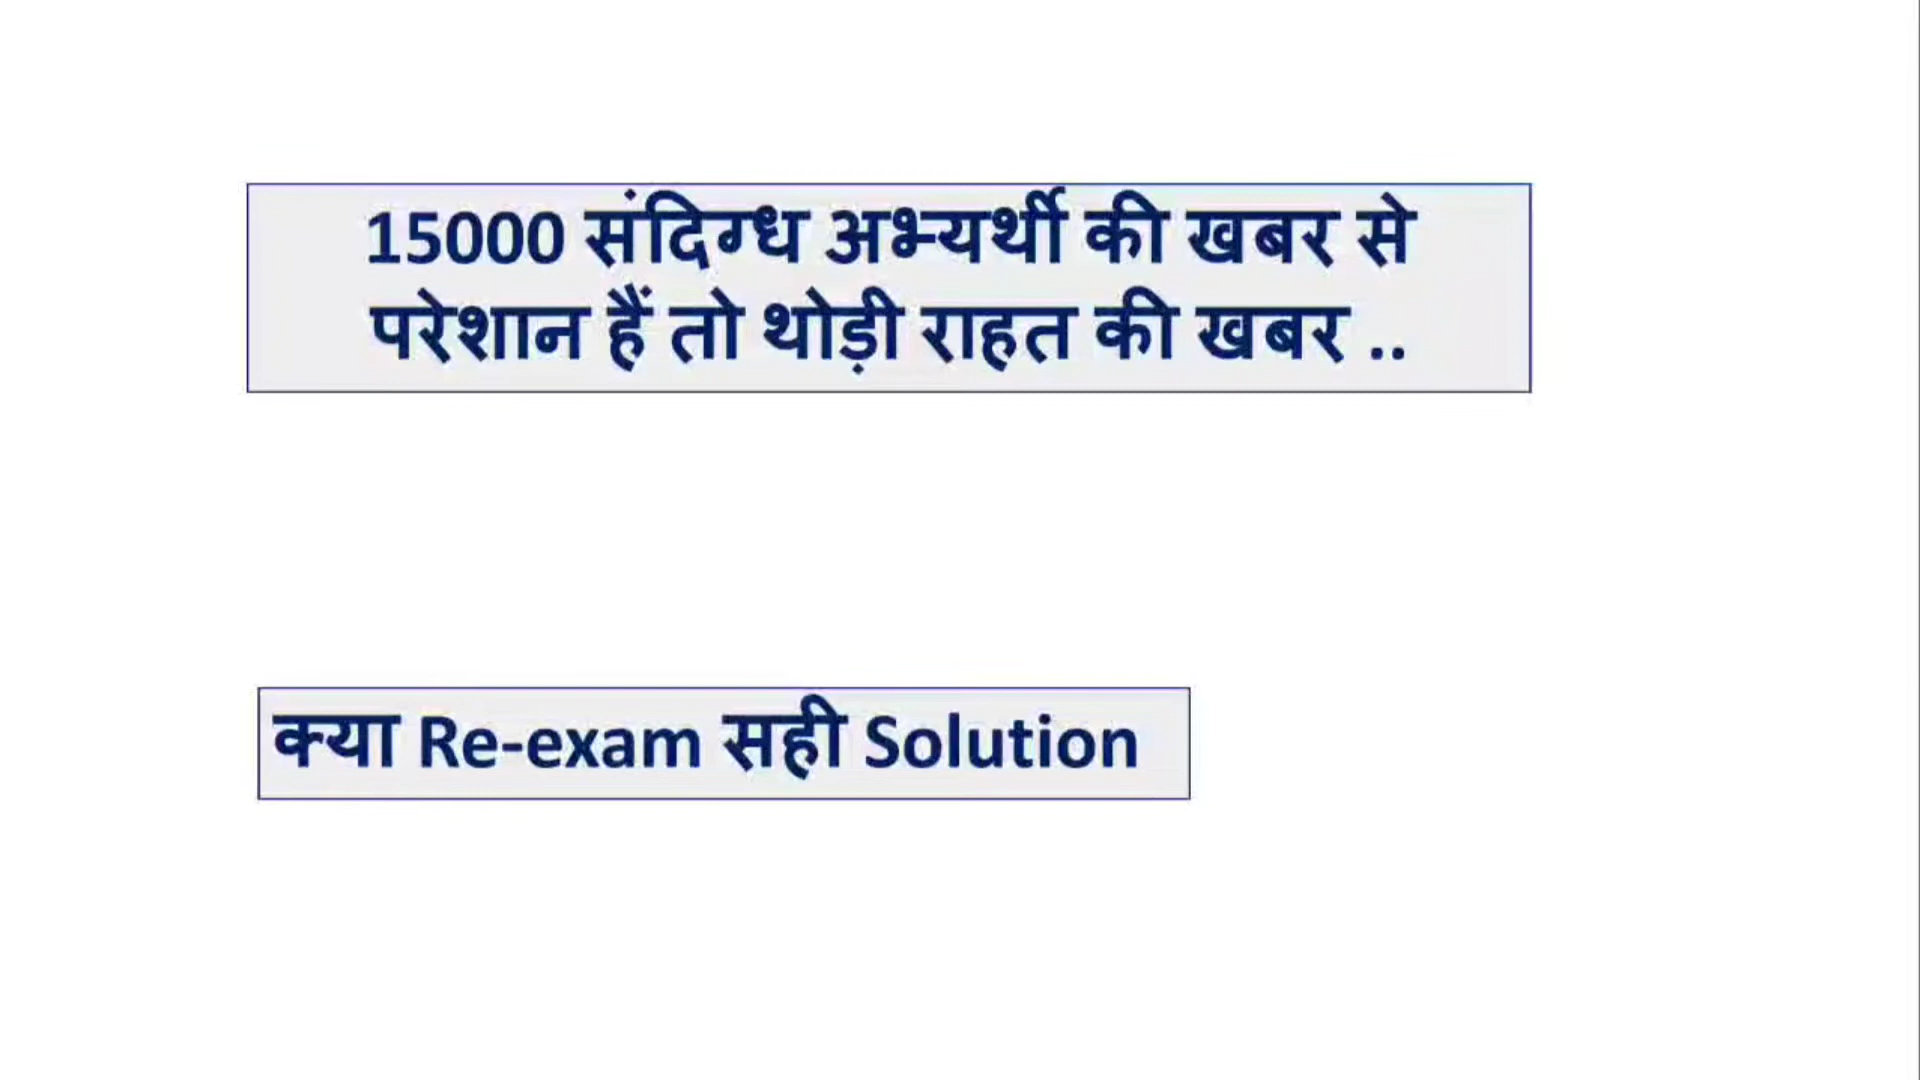 15000 संदिग्ध अभ्यर्थी की खबर से
परेशान हैं तो थोड़ी राहत की खबर ..
क्या Re-exam सही Solution